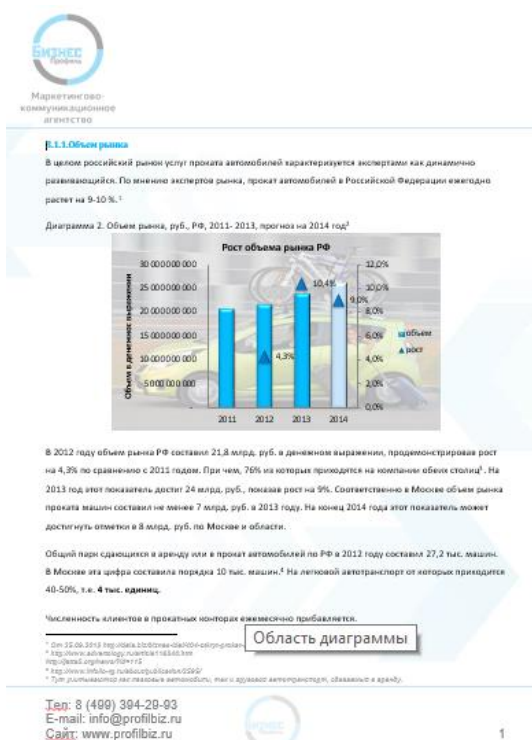 Бизнес
Профиль
Маркетингово-
коммуникационное
агентство
3.1.1.Объем рынка
В целом российский рынок услуг проката автомобилей характеризуется экспертами как динамично
развивающийся. По мнению экспертов рынка, прокат автомобилей в Российской Федерации ежегодно
растет на 9-10 %.¹
Диаграмма 2. Объем рынка, руб., РФ, 2011- 2013, прогноз на 2014 год²
Рост объема рынка РФ
Объем в денежном выражении
30 000 000 000
25 000 000 000
20 000 000 000
15 000 000 000
10 000 000 000
5 000 000 000
-
12,0%
10,0%
8,0%
6,0%
4,0%
2,0%
0,0%
10,4%
9,0%
4,3%
объем
рост
2011 2012 2013 2014
В 2012 году объем рынка РФ составил 21,8 млрд. руб. в денежном выражении, продемонстрировав рост
на 4,3% по сравнению с 2011 годом. При чем, 76% из которых приходятся на компании обеих столиц³. На
2013 год этот показатель достиг 24 млрд. руб., показав рост на 9%. Соответственно в Москве объем рынка
проката машин составил не менее 7 млрд. руб. в 2013 году. На конец 2014 года этот показатель может
достигнуть отметки в 8 млрд. руб. по Москве и области.
Общий парк сдающихся в аренду или в прокат автомобилей по РФ в 2012 году составил 27,2 тыс. машин.
В Москве эта цифра составила порядка 10 тыс. машин.⁴ На легковой автотранспорт от которых приходится
40-50%, т.е. 4 тыс. единиц.
Численность клиентов в прокатных конторах ежемесячно прибавляется.
Область диаграммы
Тел: 8 (499) 394-29-93
E-mail: info@profilbiz.ru
Сайт: www.profilbiz.ru
1